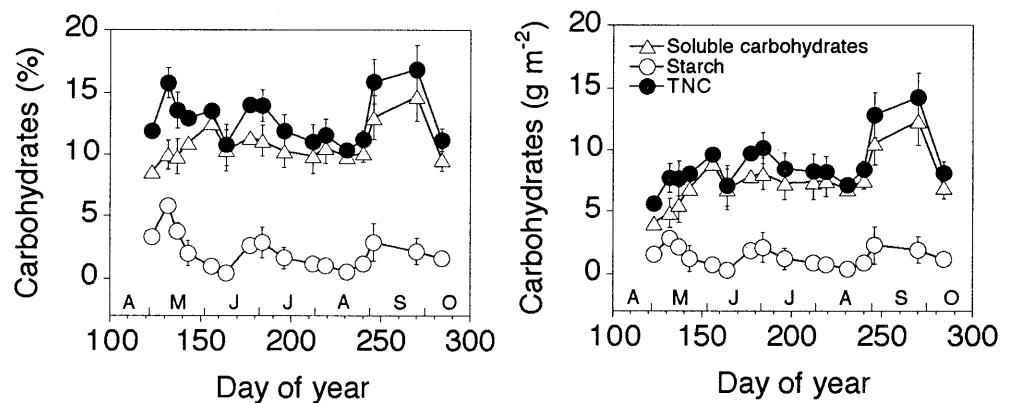 Carbohydrates (%)
20
15
10
5
0
A M J J A S O
100 150 200 250 300
Day of year
Carbohydrates (g m⁻²)
20
15
10
5
0
Soluble carbohydrates
Starch
TNC
A M J J A S O
100 150 200 250 300
Day of year